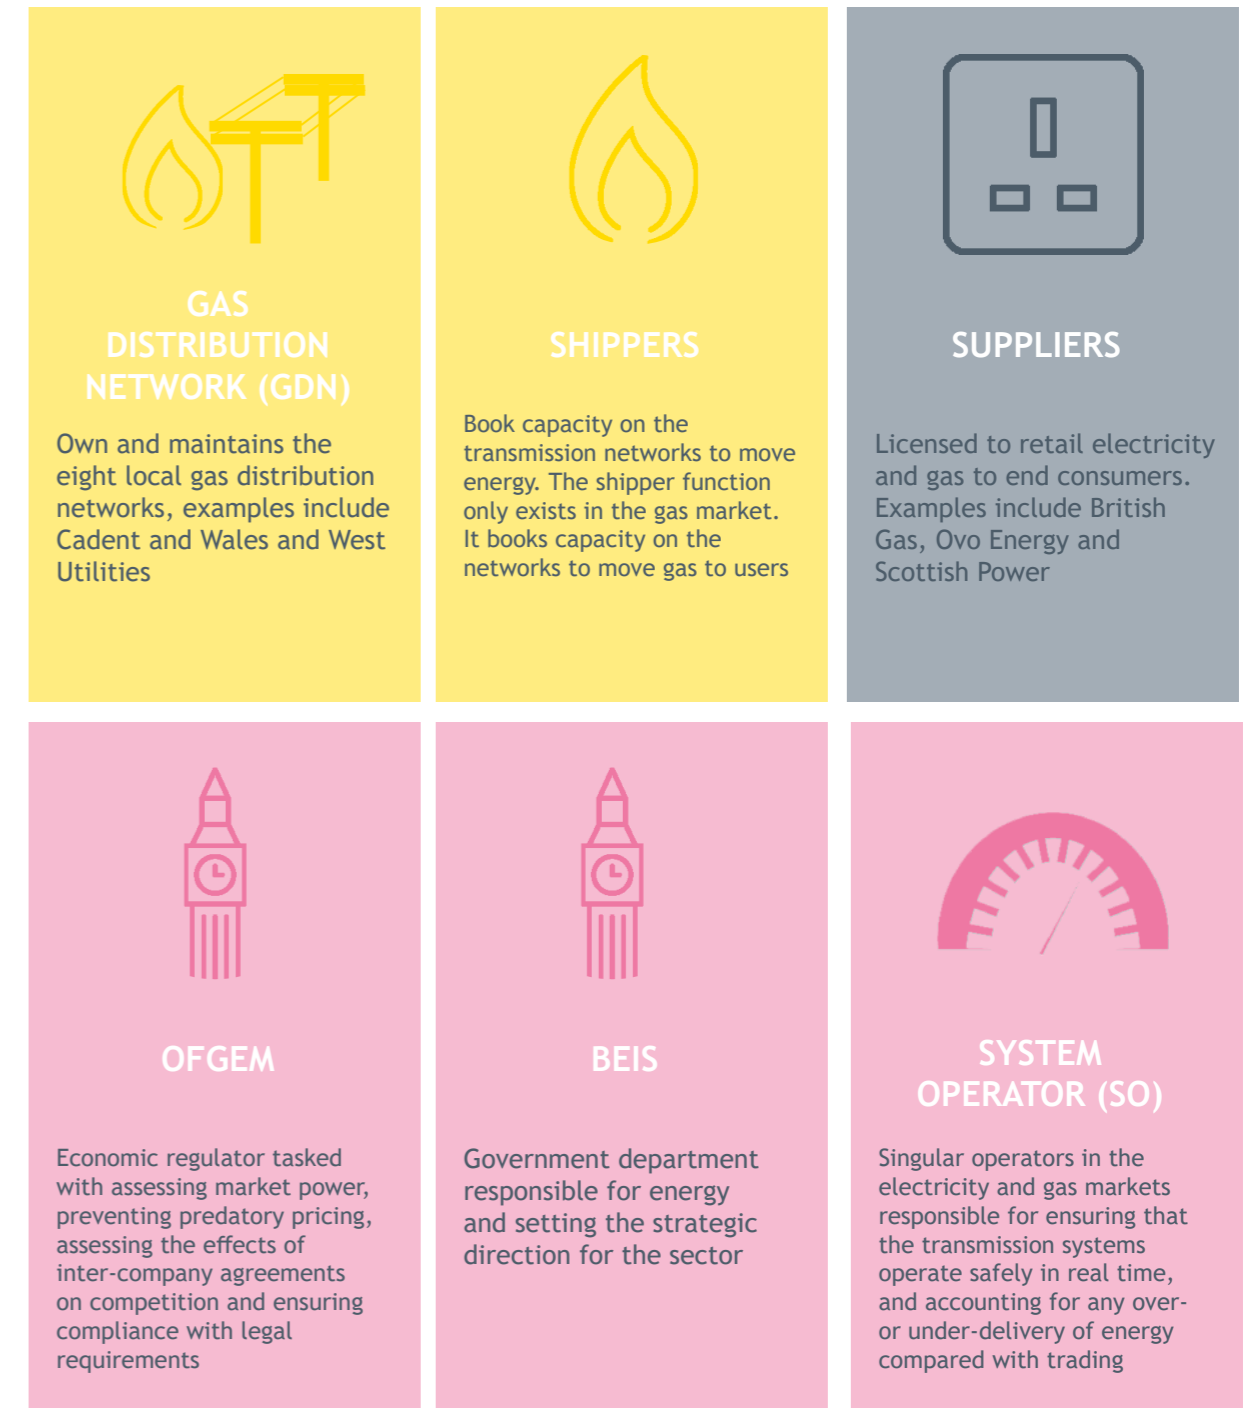 GAS
DISTRIBUTION
NETWORK (GDN)
Own and maintains the
eight local gas distribution
networks, examples include
Cadent and Wales and West
Utilities
SHIPPERS
Book capacity on the
transmission networks to move
energy. The shipper function
only exists in the gas market.
It books capacity on the
networks to move gas to users
SUPPLIERS
Licensed to retail electricity
and gas to end consumers.
Examples include British
Gas, Ovo Energy and
Scottish Power
OFGEM
Economic regulator tasked
with assessing market power,
preventing predatory pricing,
assessing the effects of
inter-company agreements
on competition and ensuring
compliance with legal
requirements
BEIS
Government department
responsible for energy
and setting the strategic
direction for the sector
SYSTEM
OPERATOR (SO)
Singular operators in the
electricity and gas markets
responsible for ensuring that
the transmission systems
operate safely in real time,
and accounting for any over-
or under-delivery of energy
compared with trading